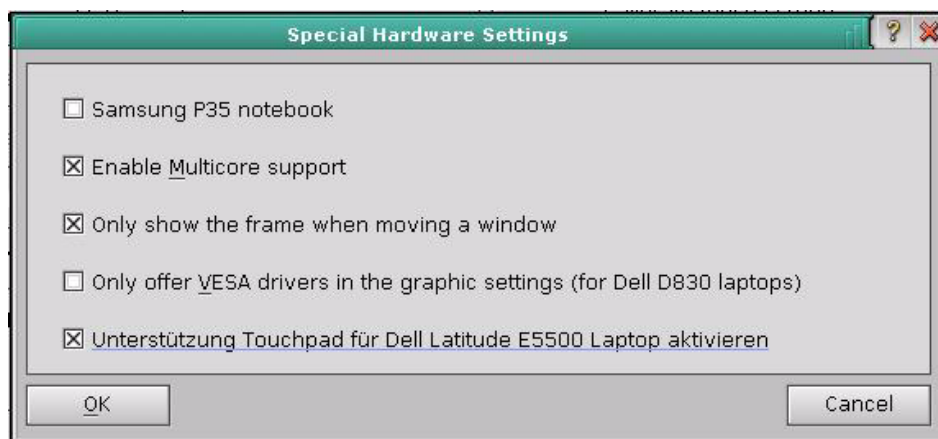 Special Hardware Settings
Samsung P35 notebook
Enable Multicore support
Only show the frame when moving a window
Only offer VESA drivers in the graphic settings (for Dell D830 laptops)
Unterstützung Touchpad für Dell Latitude E5500 Laptop aktivieren
OK Cancel